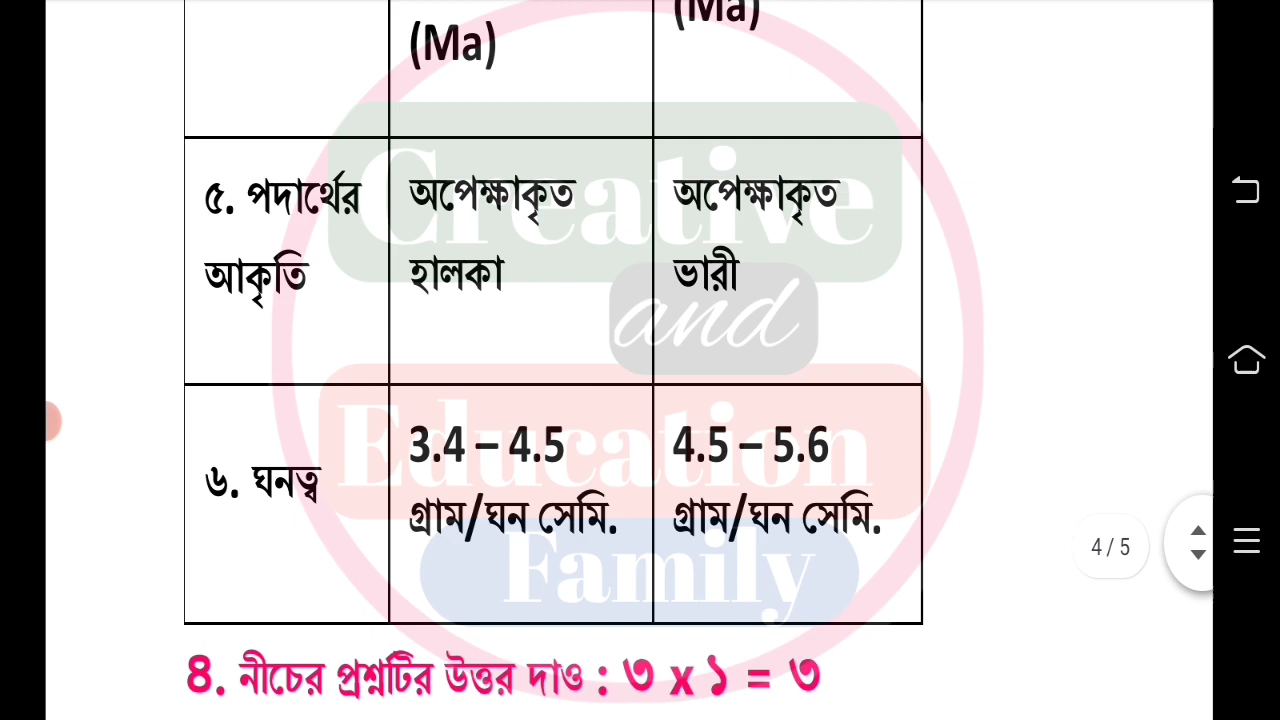 (Ma)
(Ma)
৫. পদার্থের
আকৃতি
অপেক্ষাকৃত
হালকা
অপেক্ষাকৃত
ভারী
৬. ঘনত্ব
3.4 – 4.5
গ্রাম/ঘন সেমি.
4.5 – 5.6
গ্রাম/ঘন সেমি.
৪. নীচের প্রশ্নটির উত্তর দাও : ৩ x ১ = ৩
Creative
and
Education
Family
4 / 5